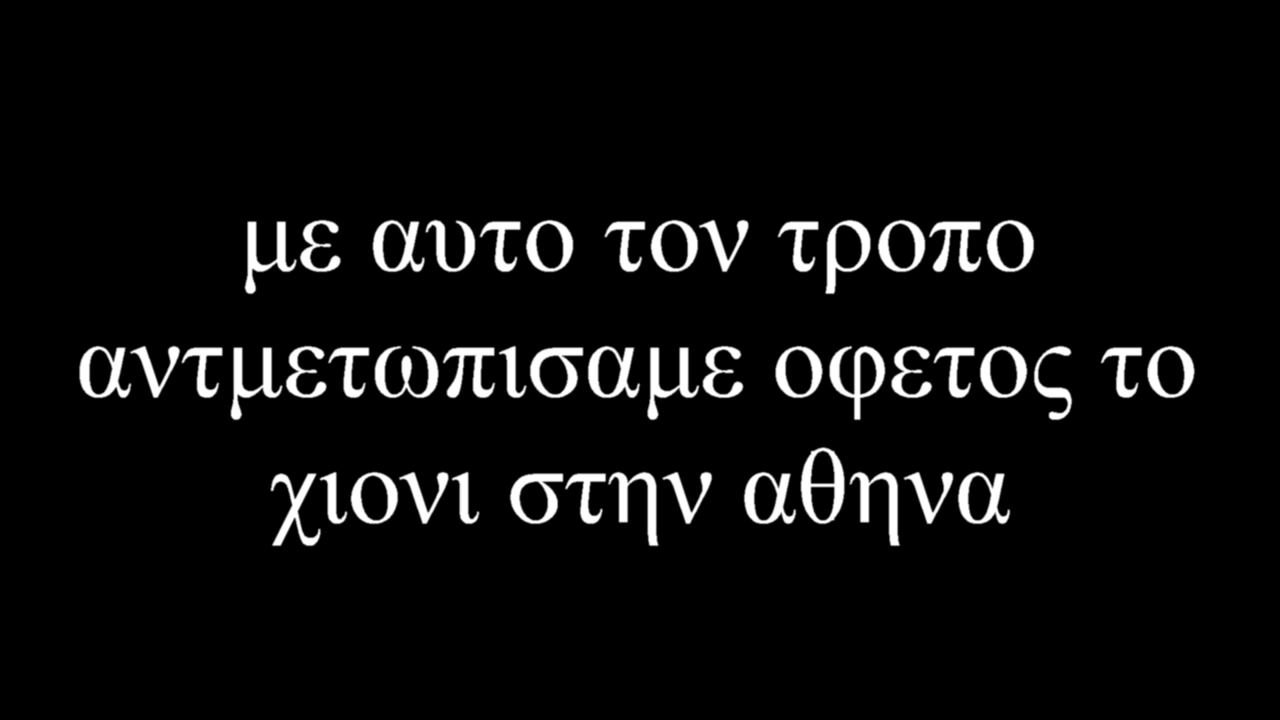 με αυτο τον τροπο
αντμετωπισαμε οφετος το
χιονι στην αθηνα